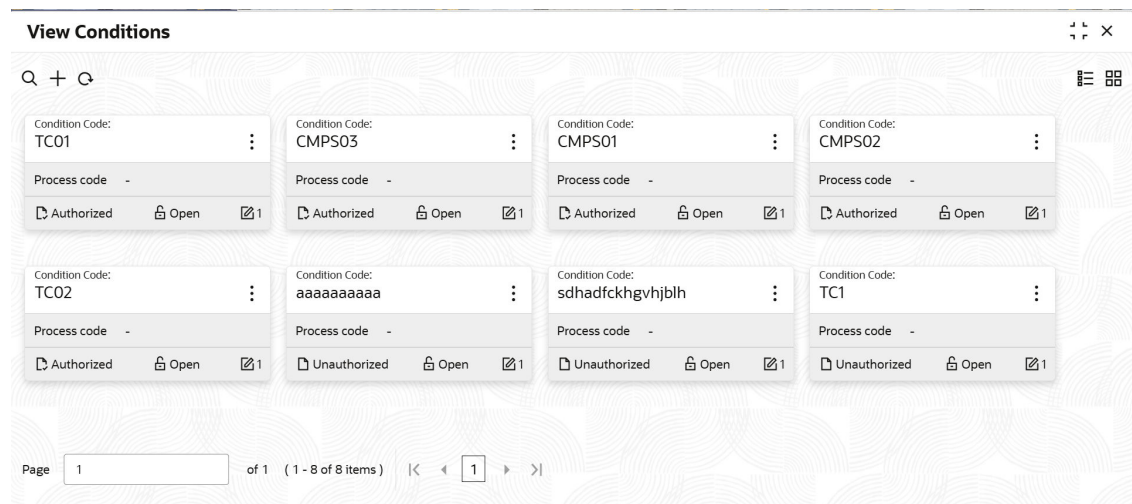 View Conditions
Condition Code: Condition Code: Condition Code: Condition Code:
TC01 CMPS03 CMPS01 CMPS02
Process code - Process code - Process code - Process code -
Authorized Open 1 Authorized Open 1 Authorized Open 1 Authorized Open 1
Condition Code: Condition Code: Condition Code: Condition Code:
TC02 aaaaaaaaaa sdhadfckhgvhjblh TC1
Process code - Process code - Process code - Process code -
Authorized Open 1 Unauthorized Open 1 Unauthorized Open 1 Unauthorized Open 1
Page 1 of 1 ( 1 - 8 of 8 items ) 1